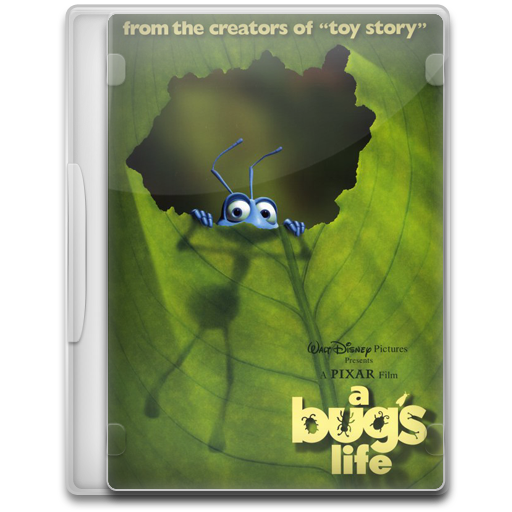 from the creators of "toy story"
Walt Disney Pictures
Presents
A PIXAR Film
a
bug's
life